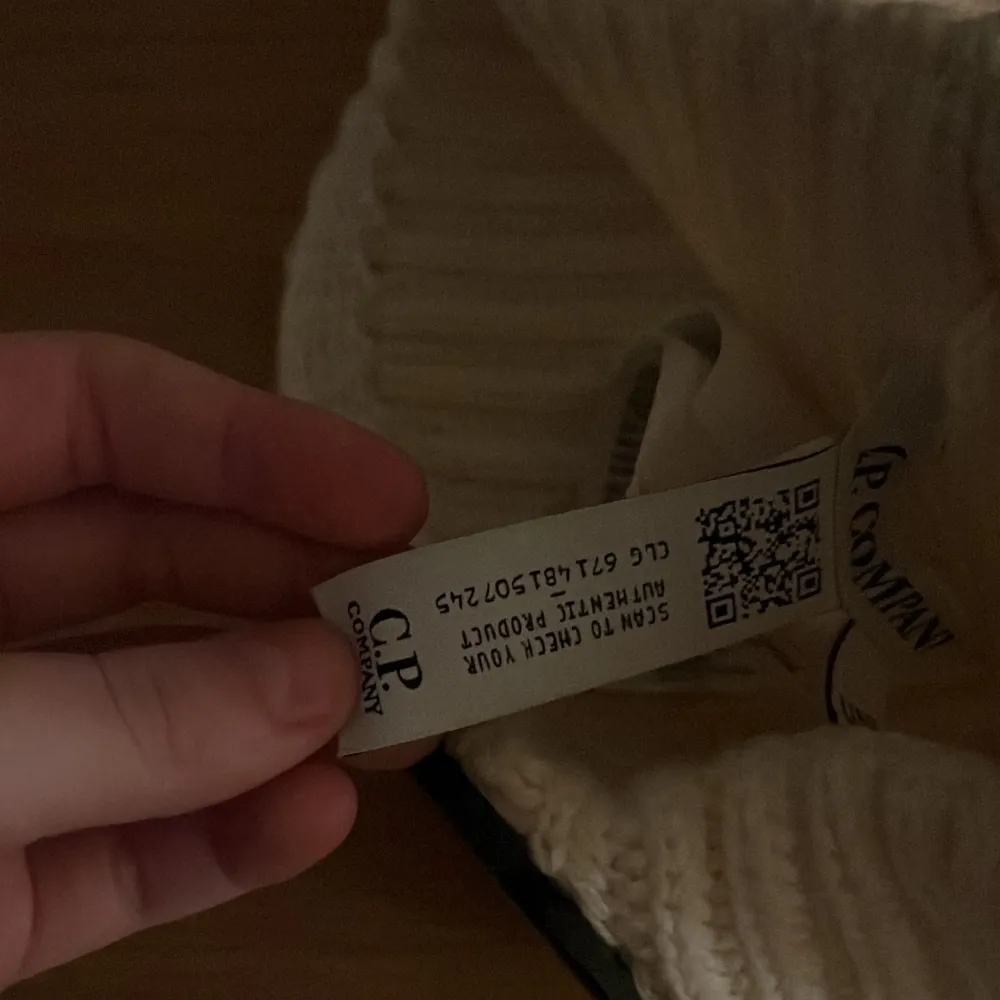 C.P.
COMPANY
SCAN TO CHECK YOUR
AUTHENTIC PRODUCT
CLG 671481507245
C.P. COMPANY